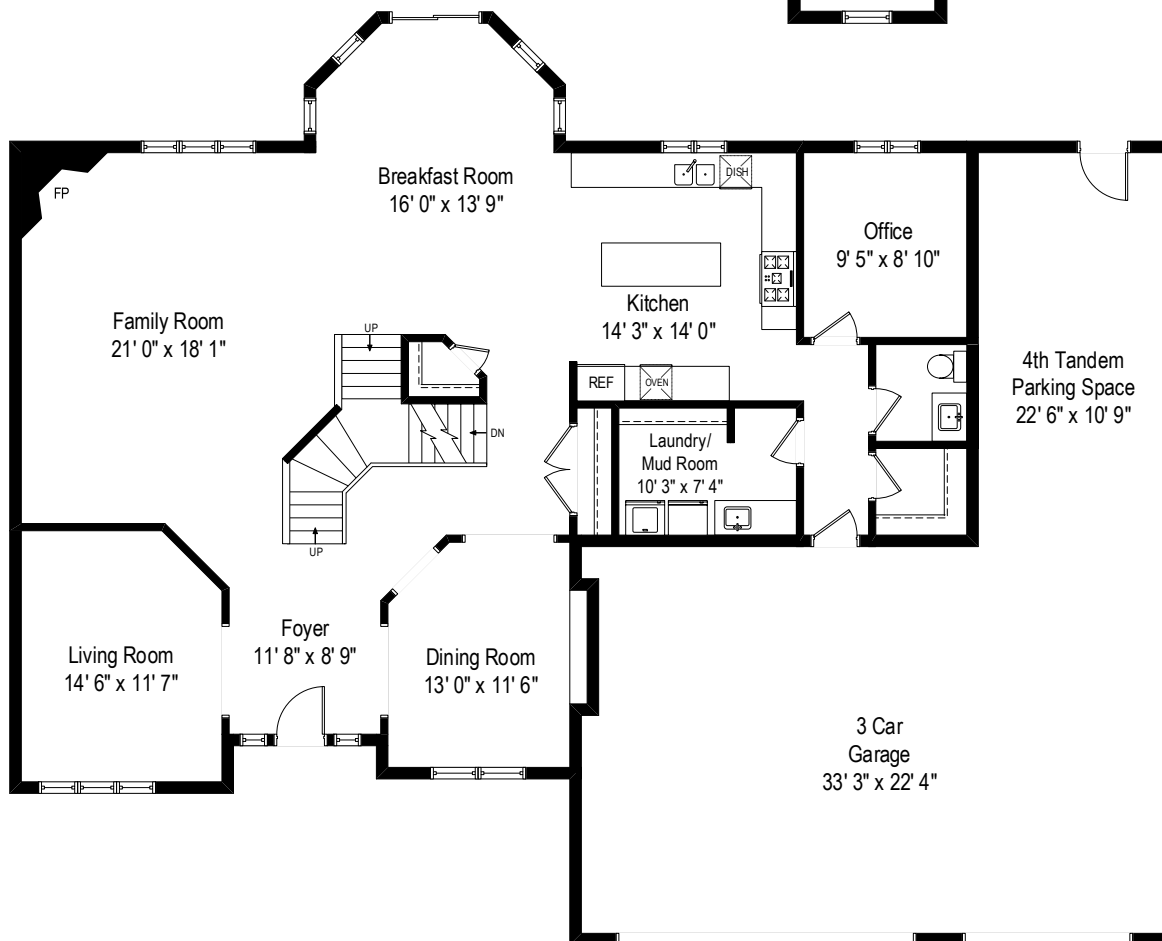 FP
Breakfast Room
16' 0" x 13' 9"
DISH
Office
9' 5" x 8' 10"
Family Room
21' 0" x 18' 1"
Kitchen
14' 3" x 14' 0"
UP
4th Tandem
Parking Space
22' 6" x 10' 9"
REF
OVEN
DN
Laundry/
Mud Room
10' 3" x 7' 4"
UP
Living Room
14' 6" x 11' 7"
Foyer
11' 8" x 8' 9"
Dining Room
13' 0" x 11' 6"
3 Car
Garage
33' 3" x 22' 4"